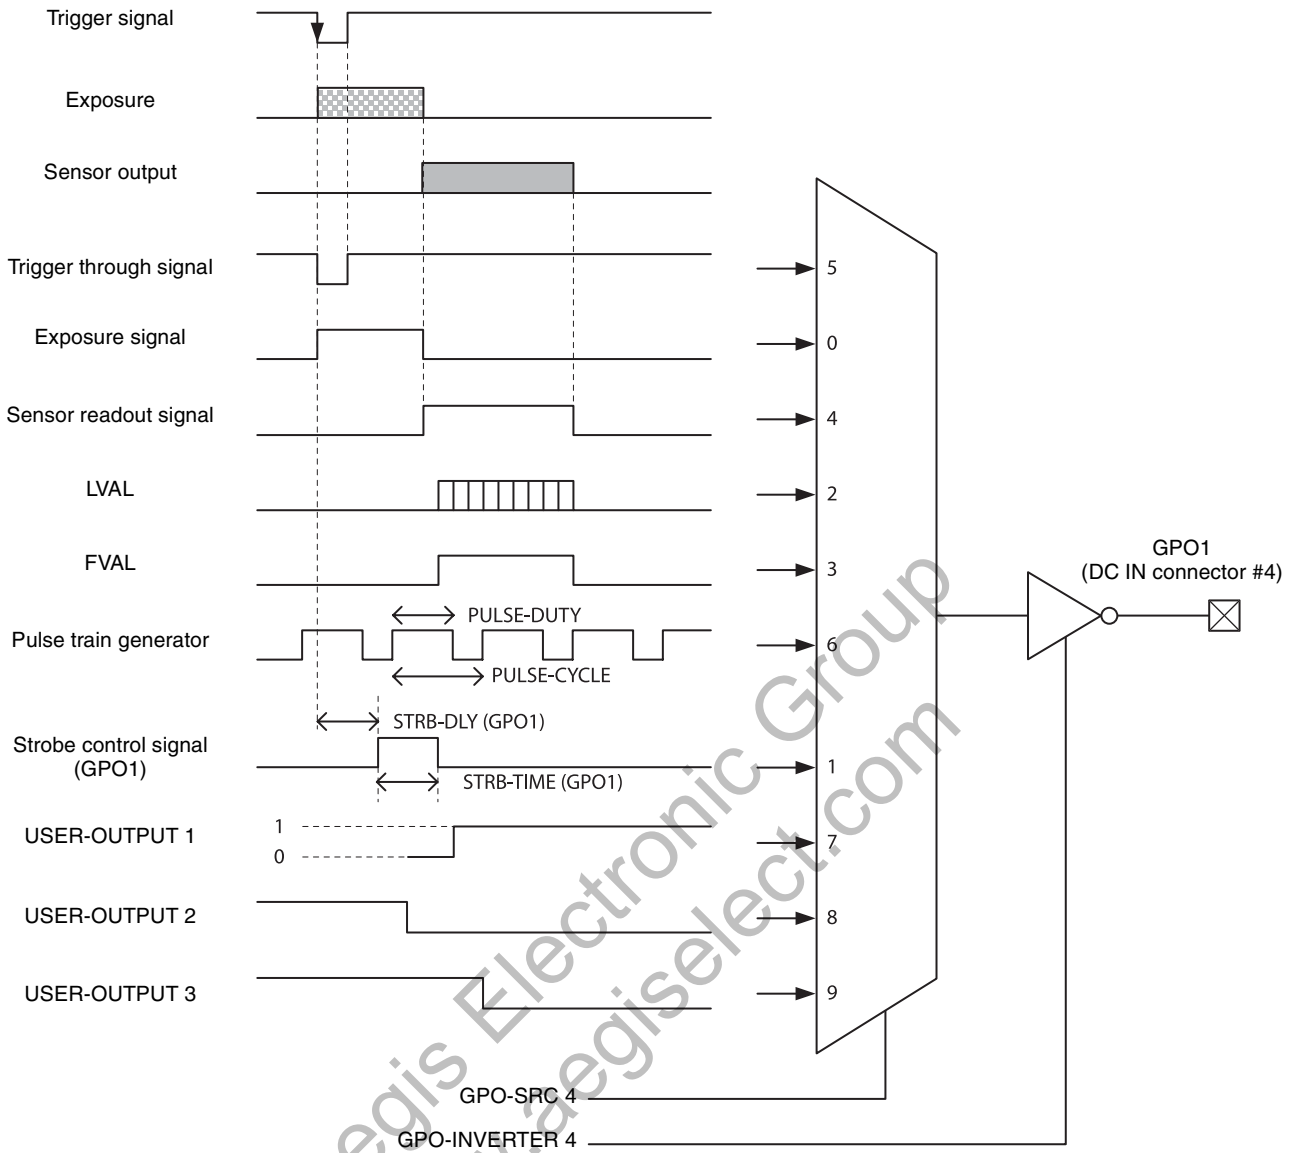 Trigger signal
Exposure
Sensor output
Trigger through signal
5
Exposure signal
0
Sensor readout signal
4
LVAL
2
FVAL
3
GPO1
(DC IN connector #4)
PULSE-DUTY
Pulse train generator
6
PULSE-CYCLE
STRB-DLY (GPO1)
Strobe control signal
(GPO1)
1
STRB-TIME (GPO1)
USER-OUTPUT 1
1
0
7
USER-OUTPUT 2
8
USER-OUTPUT 3
9
GPO-SRC 4
GPO-INVERTER 4
egis Electronic Group
.aegiselect.com